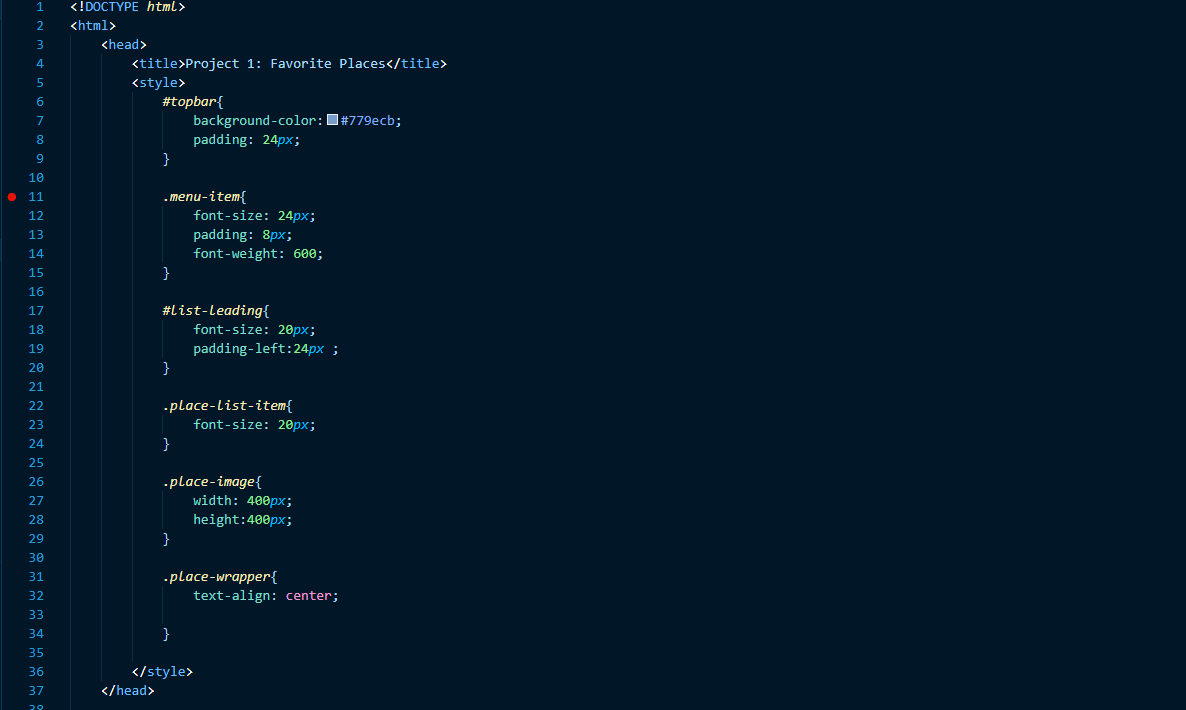 1 <!DOCTYPE html>
2 <html>
3 <head>
4 <title>Project 1: Favorite Places</title>
5 <style>
6 #topbar{
7 background-color: #779ecb;
8 padding: 24px;
9 }
10
11 .menu-item{
12 font-size: 24px;
13 padding: 8px;
14 font-weight: 600;
15 }
16
17 #list-leading{
18 font-size: 20px;
19 padding-left:24px ;
20 }
21
22 .place-list-item{
23 font-size: 20px;
24 }
25
26 .place-image{
27 width: 400px;
28 height:400px;
29 }
30
31 .place-wrapper{
32 text-align: center;
33
34 }
35
36 </style>
37 </head>
38